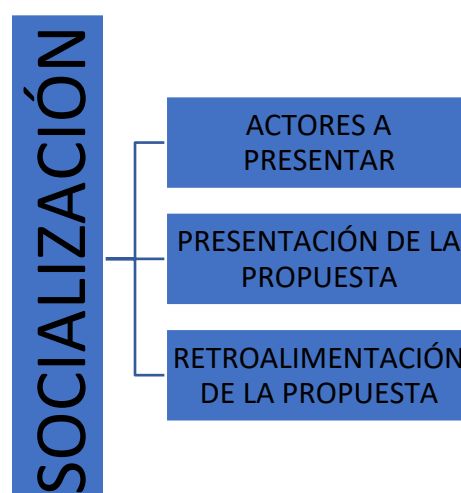 SOCIALIZACIÓN
ACTORES A
PRESENTAR
PRESENTACIÓN DE LA
PROPUESTA
RETROALIMENTACIÓN
DE LA PROPUESTA